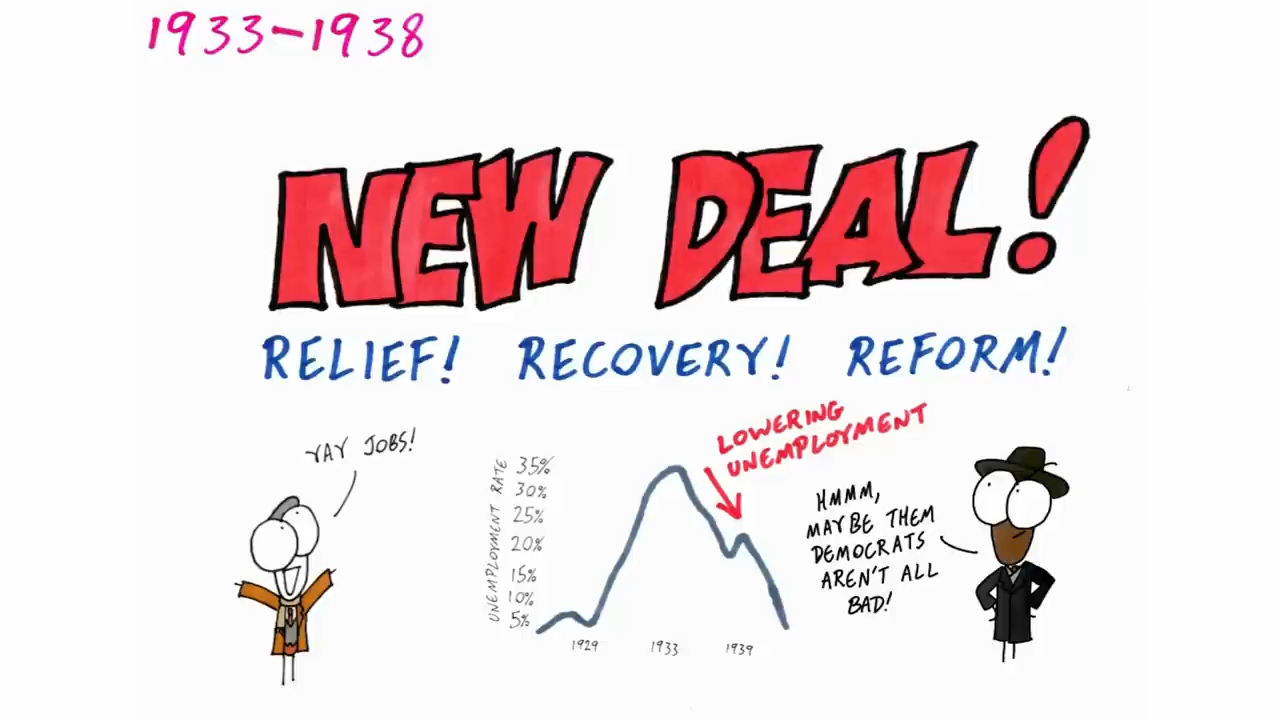 1933-1938
NEW DEAL!
RELIEF! RECOVERY! REFORM!
YAY JOBS!
UNEMPLOYMENT RATE
35%
30%
25%
20%
15%
10%
5%
1929 1933 1939
LOWERING
UNEMPLOYMENT
HMMM,
MAYBE THEM
DEMOCRATS
AREN'T ALL
BAD!